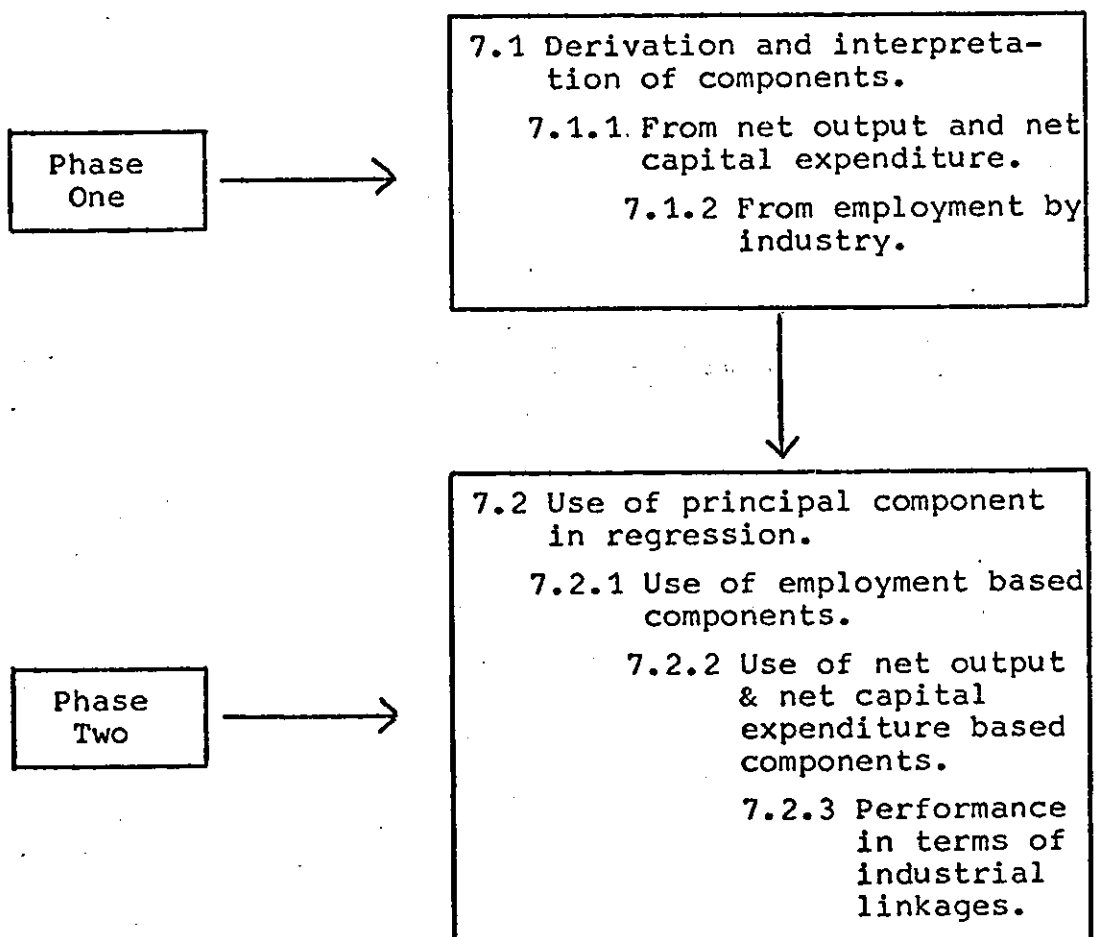 7.1 Derivation and interpreta-
tion of components.
7.1.1. From net output and net
capital expenditure.
7.1.2 From employment by
industry.
Phase
One
7.2 Use of principal component
in regression.
7.2.1 Use of employment based
components.
7.2.2 Use of net output
& net capital
expenditure based
components.
7.2.3 Performance
in terms of
industrial
linkages.
Phase
Two